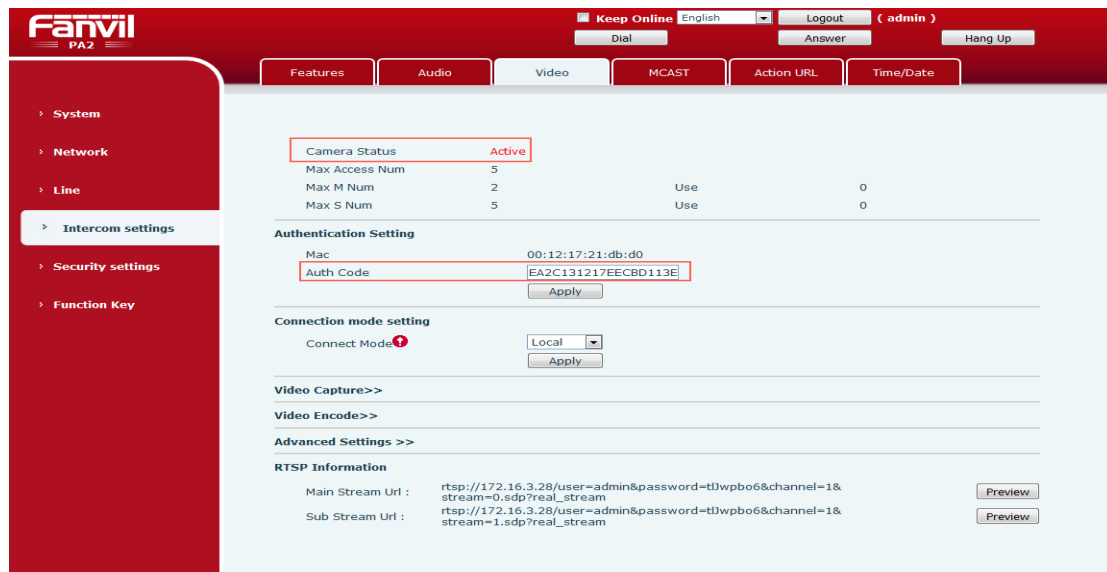 Fanvil
PA2
Keep Online English Logout ( admin )
Dial Answer Hang Up
Features Audio Video MCAST Action URL Time/Date
› System
› Network
› Line
› Intercom settings
› Security settings
› Function Key
Camera Status Active
Max Access Num 5
Max M Num 2 Use 0
Max S Num 5 Use 0
Authentication Setting
Mac 00:12:17:21:db:d0
Auth Code EA2C131217EECBD113E
Apply
Connection mode setting
Connect Mode Local
Apply
Video Capture>>
Video Encode>>
Advanced Settings >>
RTSP Information
Main Stream Url : rtsp://172.16.3.28/user=admin&password=tlJwpbo6&channel=1&
stream=0.sdp?real_stream
Preview
Sub Stream Url : rtsp://172.16.3.28/user=admin&password=tlJwpbo6&channel=1&
stream=1.sdp?real_stream
Preview